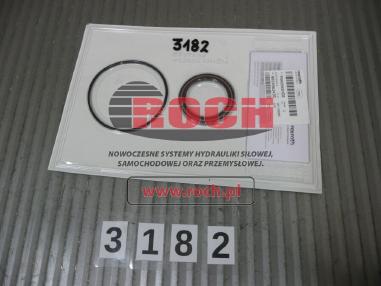 3182
ROCH
NOWOCZESNE SYSTEMY HYDRAULIKI SIŁOWEJ,
SAMOCHODOWEJ ORAZ PRZEMYSŁOWEJ.
www.roch.pl
3 1 8 2